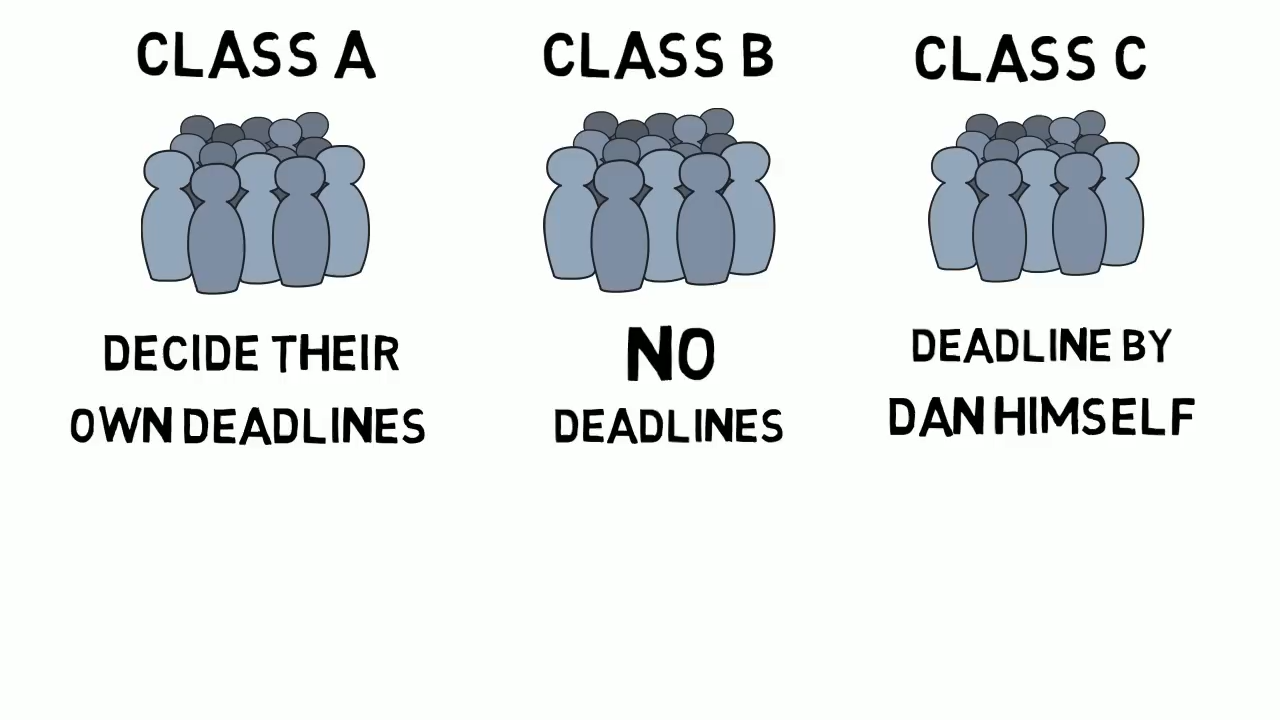 CLASS A
DECIDE THEIR
OWN DEADLINES
CLASS B
NO
DEADLINES
CLASS C
DEADLINE BY
DAN HIMSELF